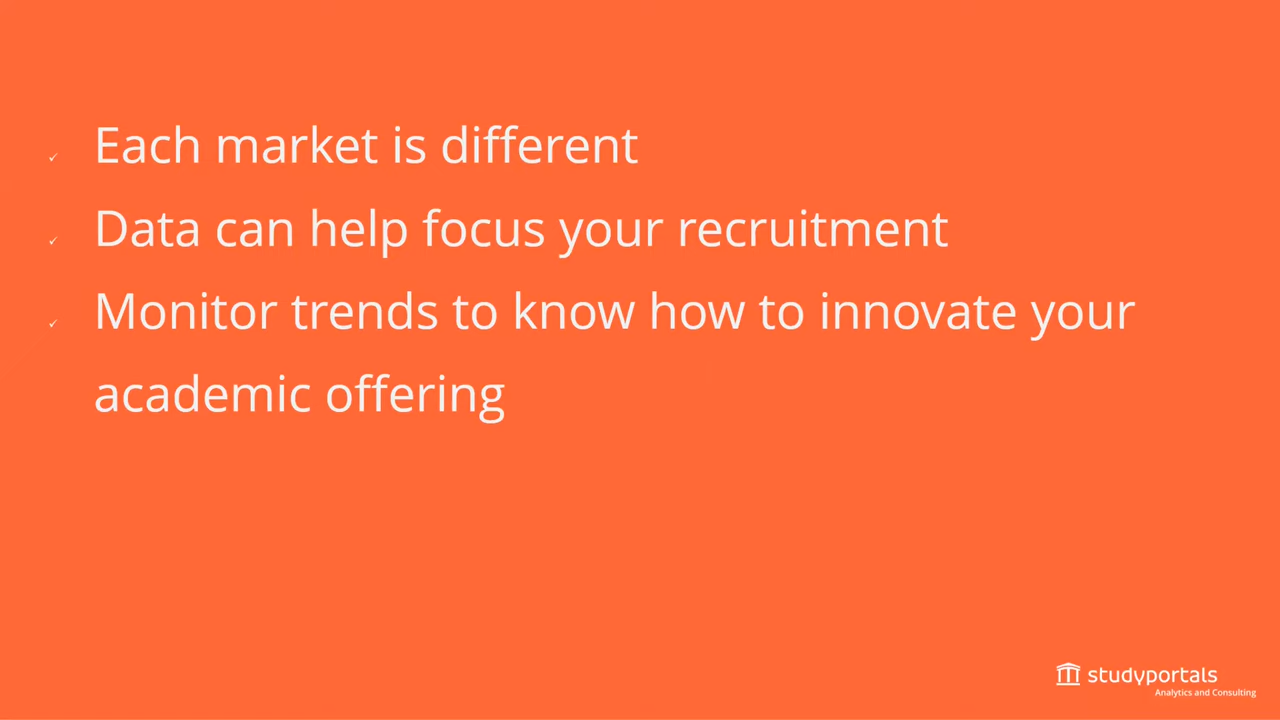 Each market is different
Data can help focus your recruitment
Monitor trends to know how to innovate your
academic offering
studyportals
Analytics and Consulting